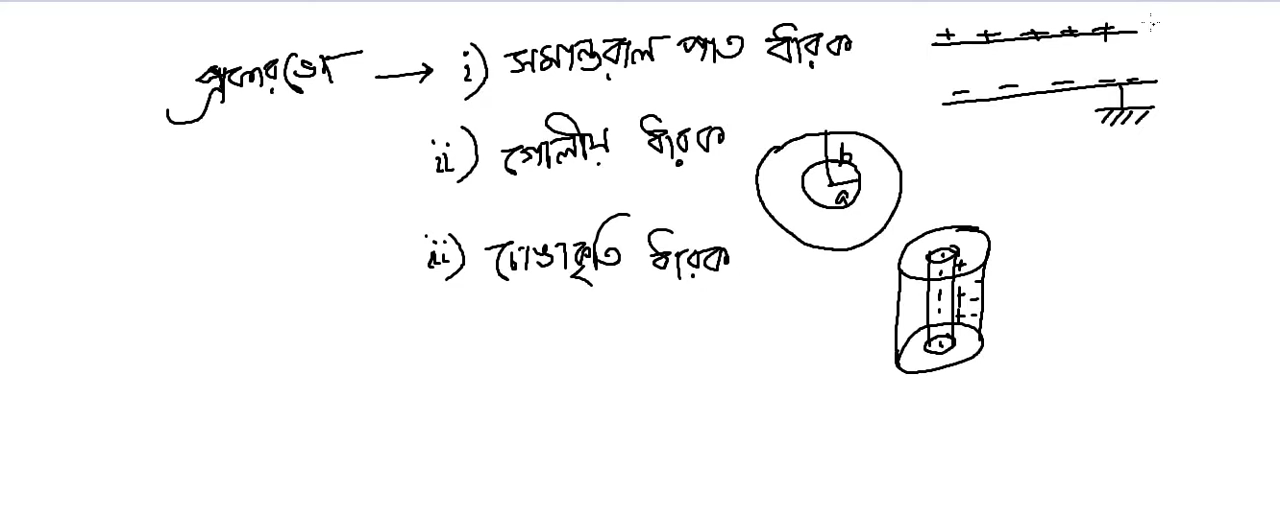 প্রকারভেদ → i) সমান্তরাল পাত ধারক
+ + + + +
- - - - -
ii) গোলীয় ধারক
b
a
iii) চোঙাকৃতি ধারক
+ -
+ -
+ -